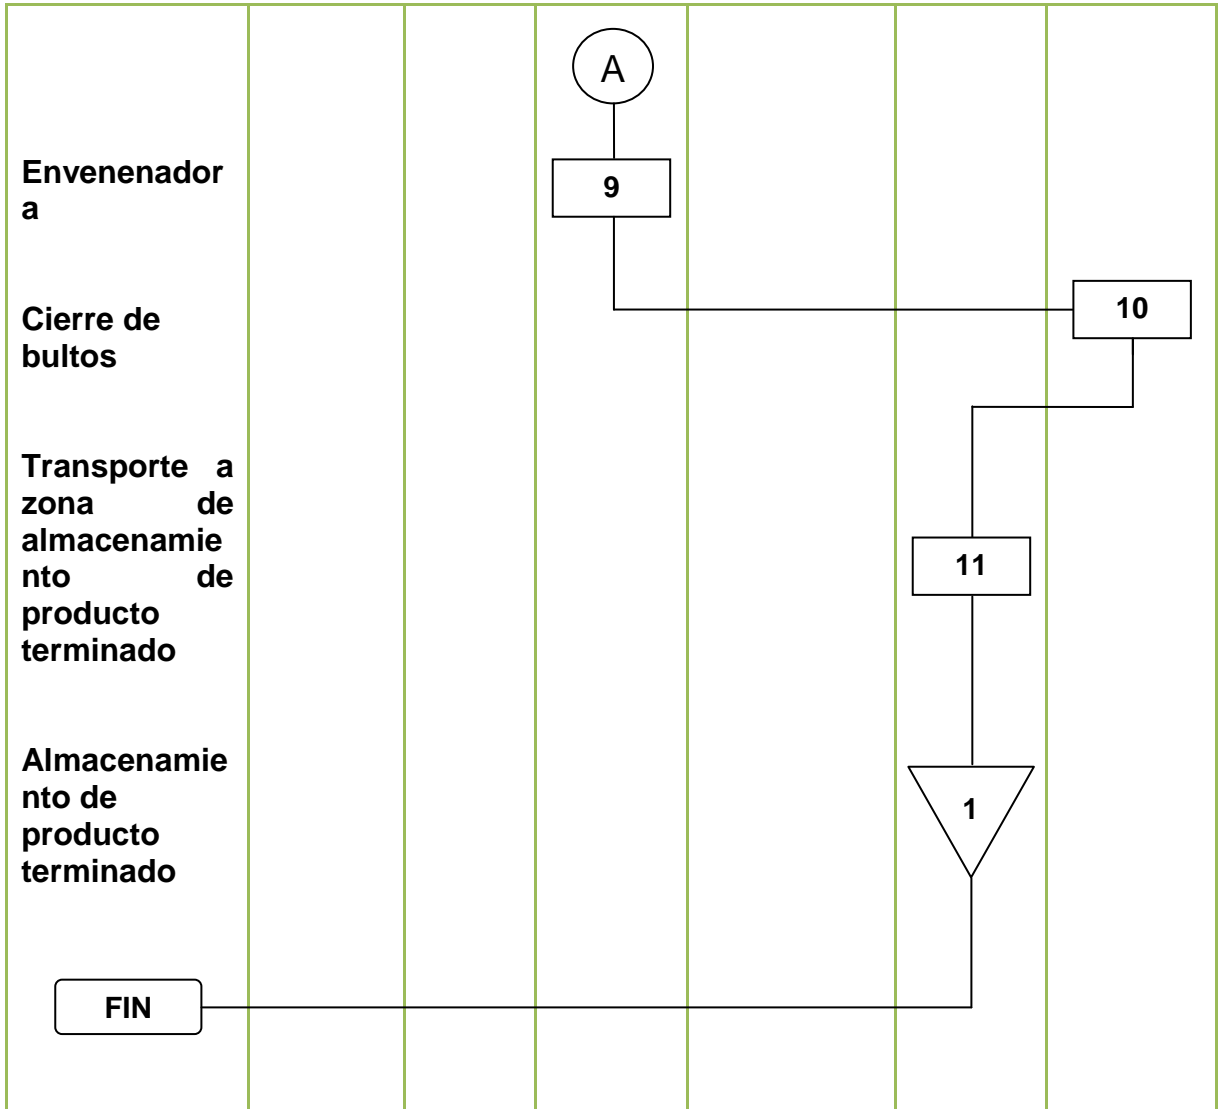 A
Envenenador
a
9
Cierre de
bultos
10
Transporte a
zona de
almacenamie
nto de
producto
terminado
11
Almacenamie
nto de
producto
terminado
1
FIN